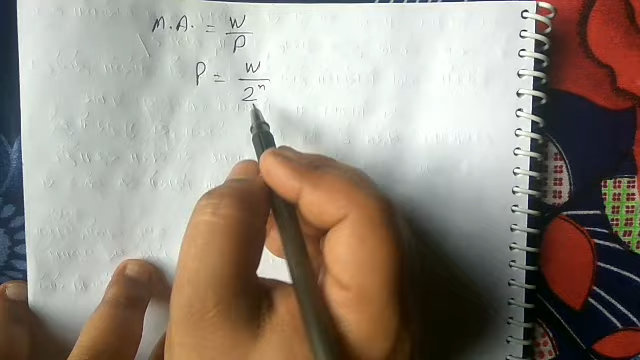 M.A. = W/P
P = W/2ⁿ